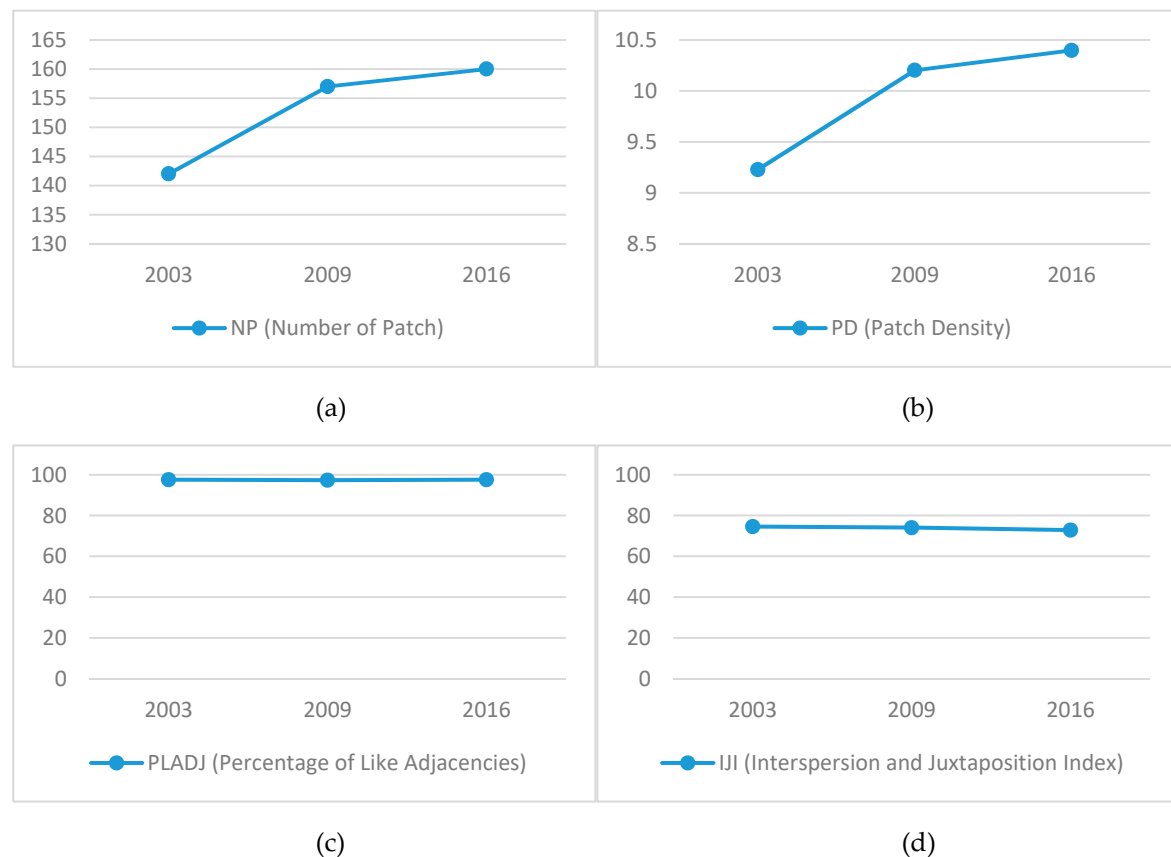 165
160
155
150
145
140
135
130
2003 2009 2016
NP (Number of Patch)
(a)
10.5
10
9.5
9
8.5
2003 2009 2016
PD (Patch Density)
(b)
100
80
60
40
20
0
2003 2009 2016
PLADJ (Percentage of Like Adjacencies)
(c)
100
80
60
40
20
0
2003 2009 2016
IJI (Interspersion and Juxtaposition Index)
(d)